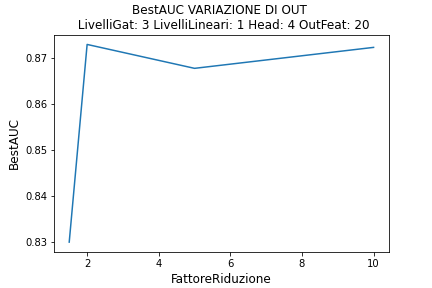 BestAUC VARIAZIONE DI OUT
LivelliGat: 3 LivelliLineari: 1 Head: 4 OutFeat: 20
0.87
0.86
0.85
0.84
0.83
BestAUC
2 4 6 8 10
FattoreRiduzione